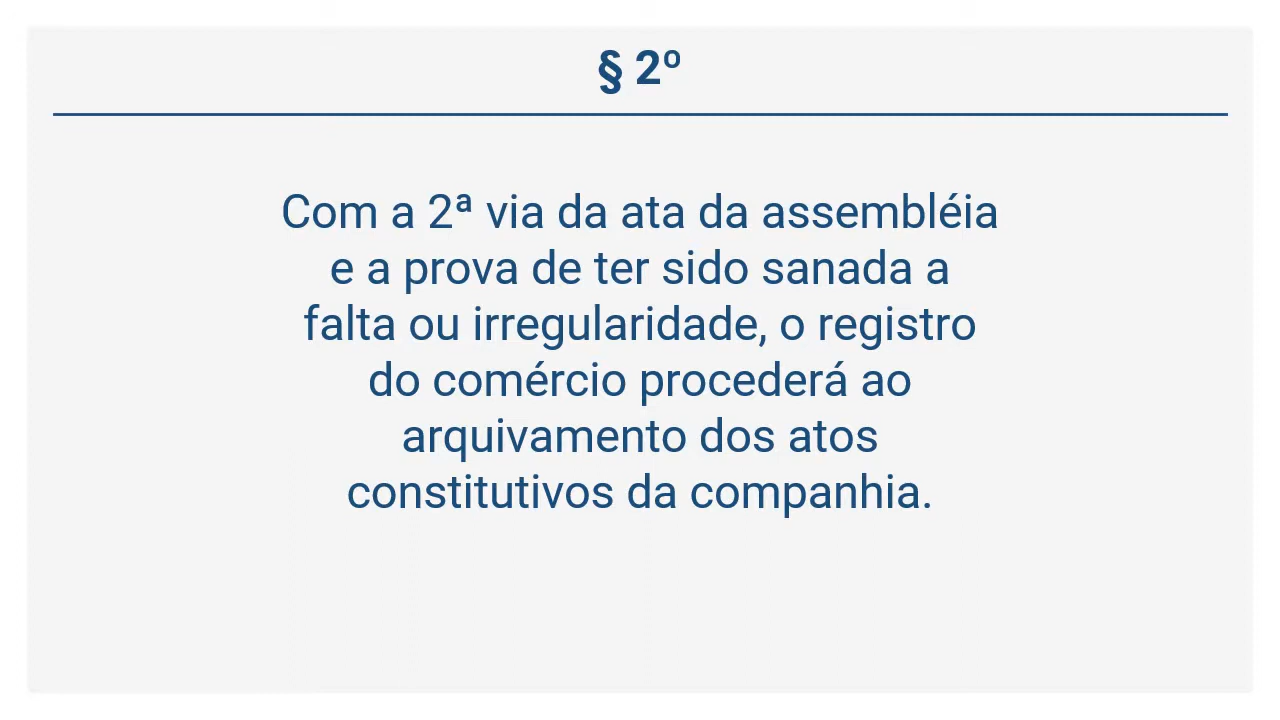 § 2º
Com a 2ª via da ata da assembléia
e a prova de ter sido sanada a
falta ou irregularidade, o registro
do comércio procederá ao
arquivamento dos atos
constitutivos da companhia.